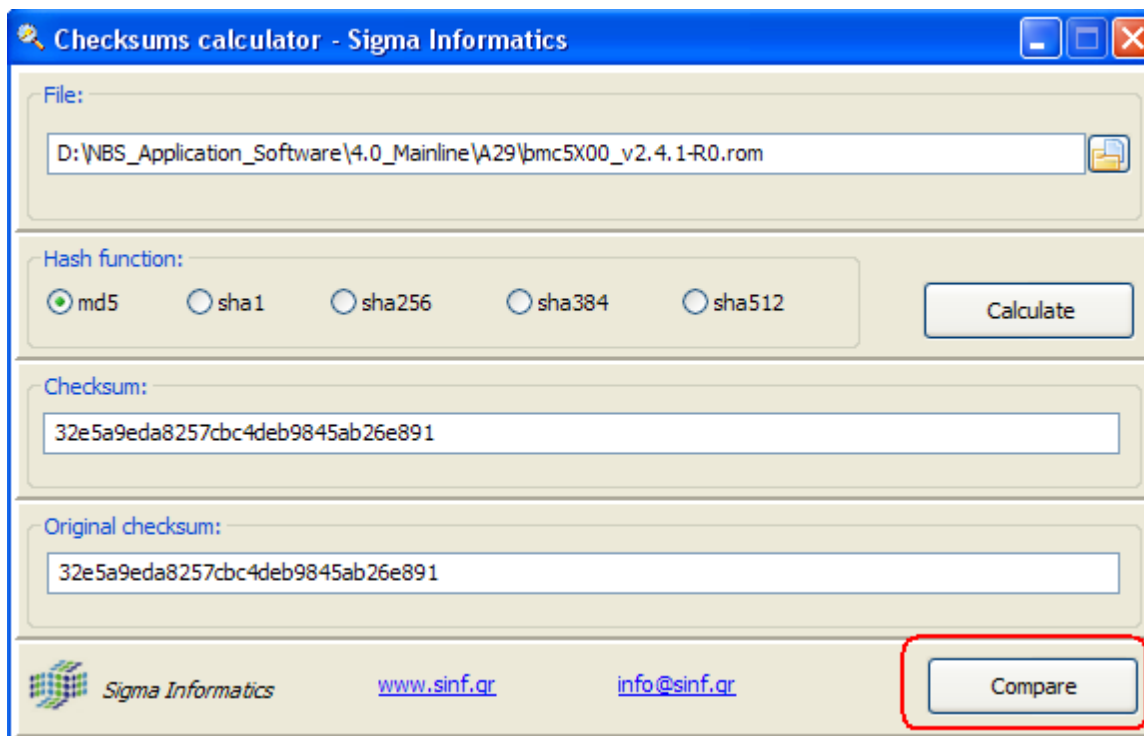 Checksums calculator - Sigma Informatics
File:
D:\NBS_Application_Software\4.0_Mainline\A29\bmc5X00_v2.4.1-R0.rom
Hash function:
md5 sha1 sha256 sha384 sha512
Calculate
Checksum:
32e5a9eda8257cbc4deb9845ab26e891
Original checksum:
32e5a9eda8257cbc4deb9845ab26e891
Sigma Informatics www.sinf.gr info@sinf.gr Compare